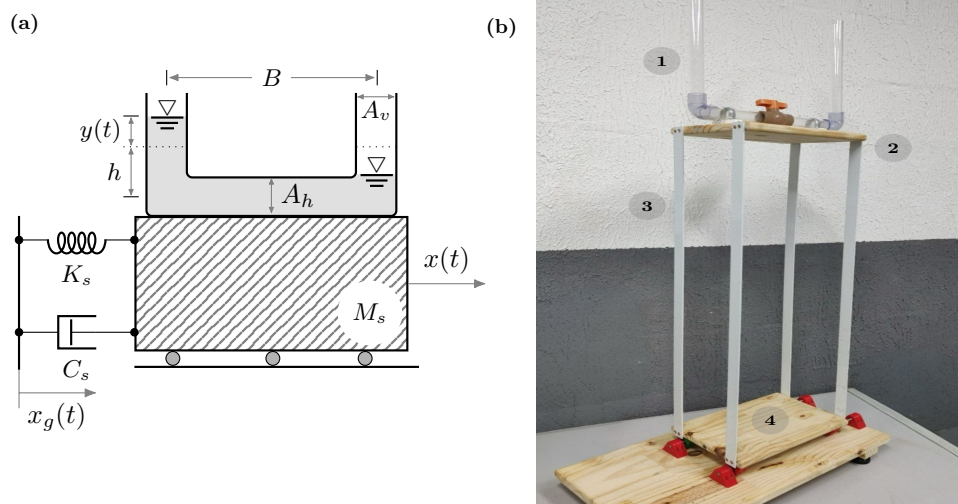 (a)
(b)
B
A_v
y(t)
h
A_h
K_s
x(t)
M_s
C_s
x_g(t)
1
2
3
4